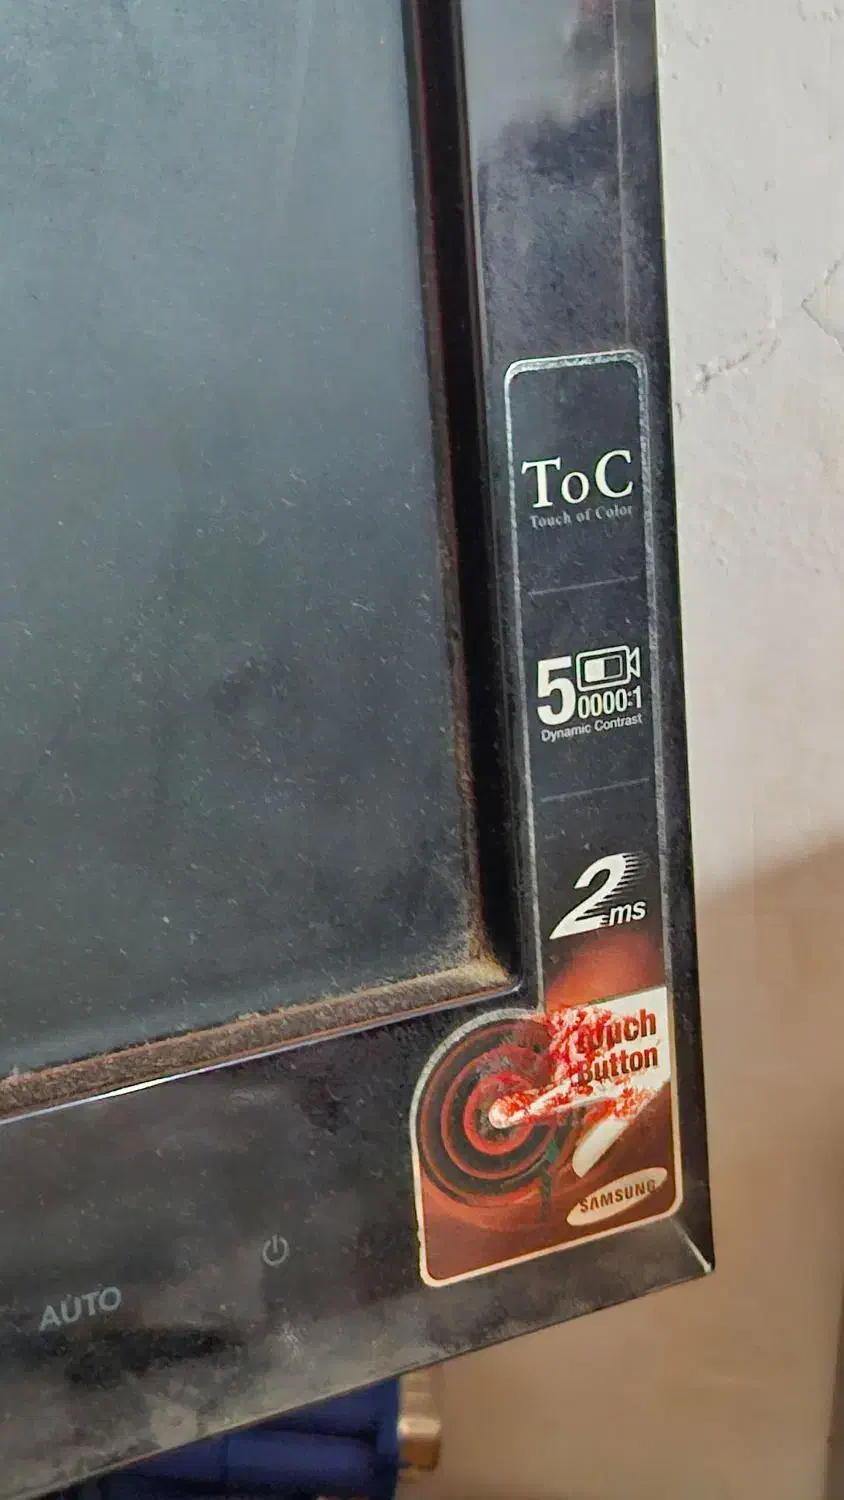 ToC
Touch of Color
50000:1
Dynamic Contrast
2ms
Touch
Button
SAMSUNG
AUTO